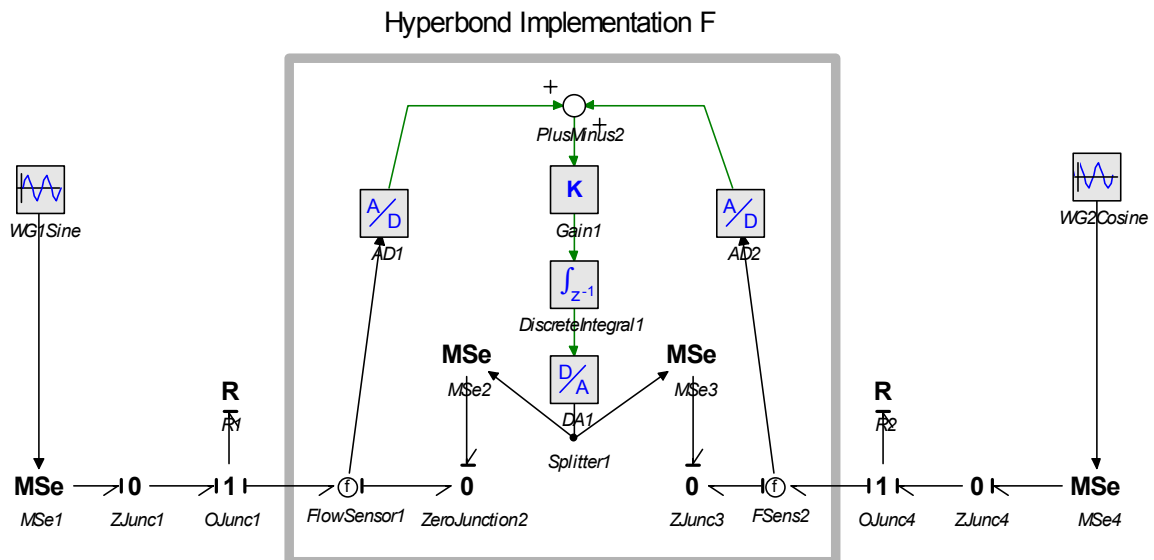 Hyperbond Implementation F
+
+
PlusMinus2
WG1Sine
A/D
AD1
K
Gain1
A/D
AD2
WG2Cosine
∫z-1
DiscreteIntegral1
MSe
MSe2
D/A
DA1
MSe
MSe3
R
R1
Splitter1
R
R2
MSe
MSe1
0
ZJunc1
1
OJunc1
f
FlowSensor1
0
ZeroJunction2
0
ZJunc3
f
FSens2
1
OJunc4
0
ZJunc4
MSe
MSe4